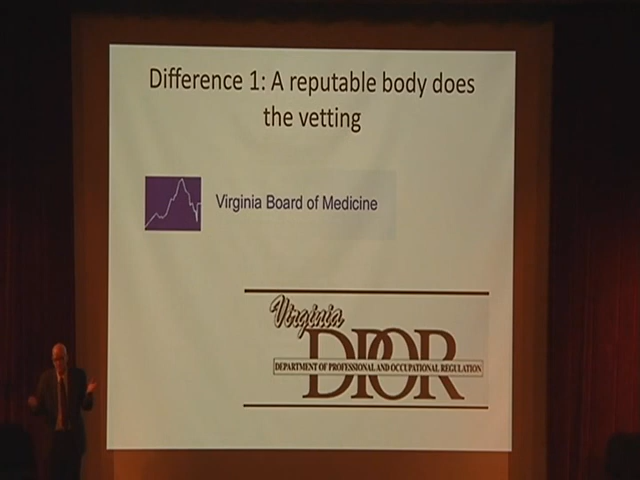 Difference 1: A reputable body does
the vetting
Virginia Board of Medicine
Virginia
DPOR
DEPARTMENT OF PROFESSIONAL AND OCCUPATIONAL REGULATION